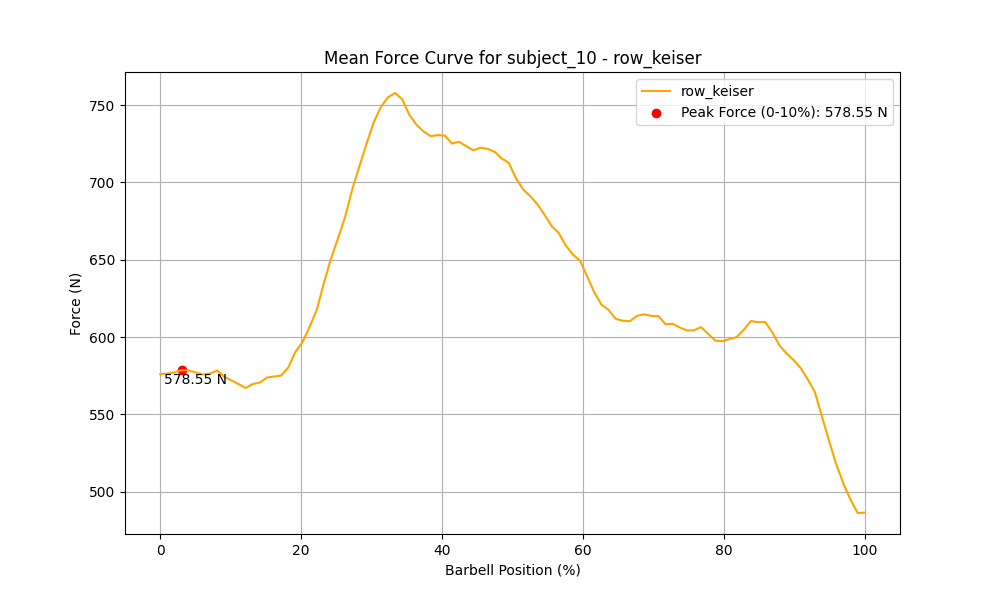 Mean Force Curve for subject_10 - row_keiser
row_keiser
Peak Force (0-10%): 578.55 N
750
700
650
600
550
500
Force (N)
578.55 N
0
20
40
60
80
100
Barbell Position (%)